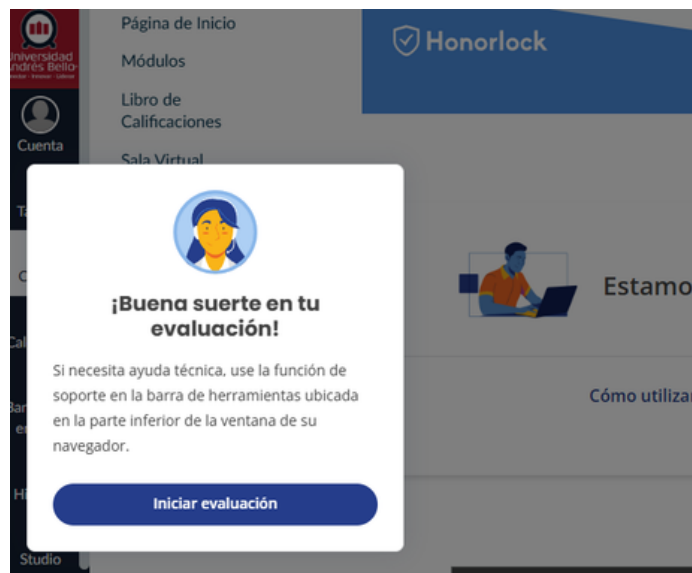 Universidad
Andrés Bello
Cuenta
Studio
Página de Inicio
Módulos
Libro de
Calificaciones
Sala Virtual
Honorlock
¡Buena suerte en tu
evaluación!
Si necesita ayuda técnica, use la función de
soporte en la barra de herramientas ubicada
en la parte inferior de la ventana de su
navegador.
Iniciar evaluación
Estamo
Cómo utiliza